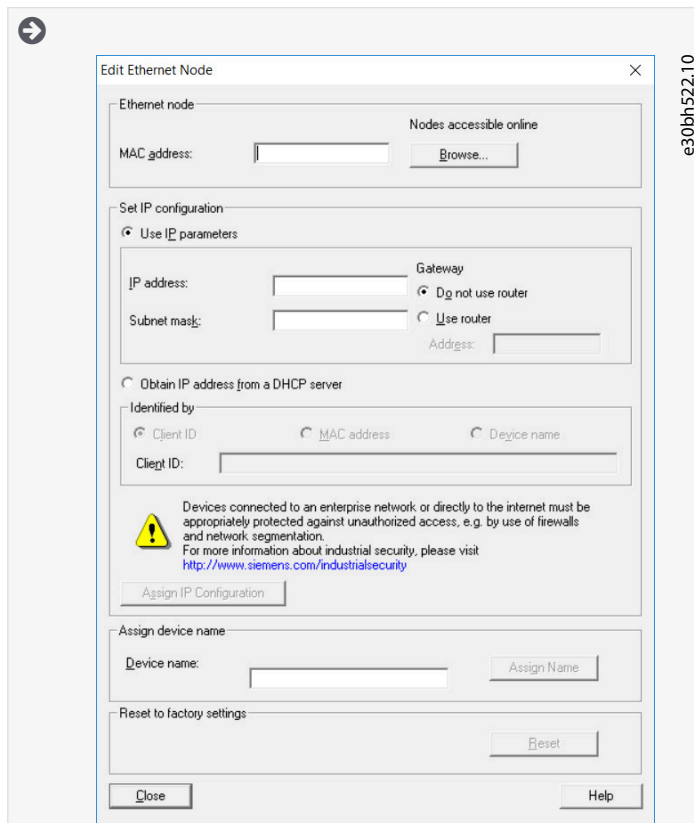 Edit Ethernet Node
e30bh522.10
Ethernet node
Nodes accessible online
MAC address:
Browse...
Set IP configuration
Use IP parameters
Gateway
IP address:
Do not use router
Subnet mask:
Use router
Address:
Obtain IP address from a DHCP server
Identified by
Client ID
MAC address
Device name
Client ID:
Devices connected to an enterprise network or directly to the internet must be
appropriately protected against unauthorized access, e.g. by use of firewalls
and network segmentation.
For more information about industrial security, please visit
http://www.siemens.com/industrialsecurity
Assign IP Configuration
Assign device name
Device name:
Assign Name
Reset to factory settings
Reset
Close
Help